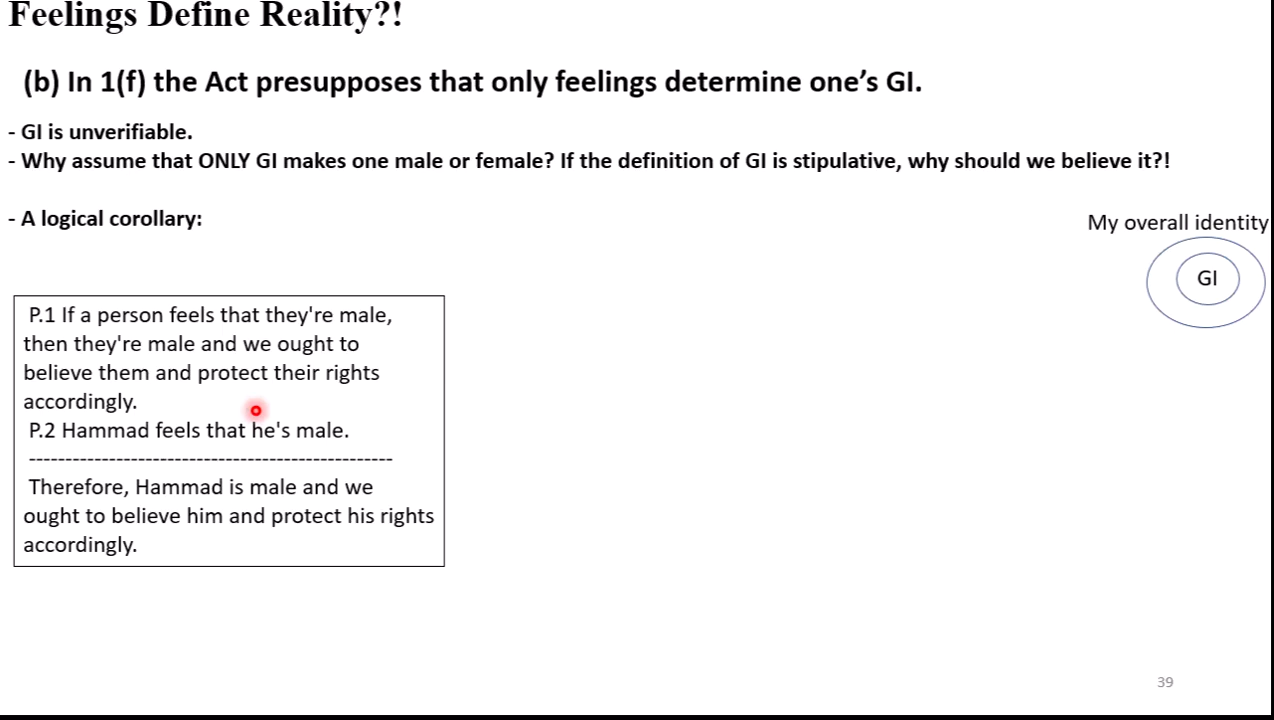 Feelings Define Reality?!
(b) In 1(f) the Act presupposes that only feelings determine one’s GI.
- GI is unverifiable.
- Why assume that ONLY GI makes one male or female? If the definition of GI is stipulative, why should we believe it?!
- A logical corollary:
My overall identity
GI
P.1 If a person feels that they're male,
then they're male and we ought to
believe them and protect their rights
accordingly.
P.2 Hammad feels that he's male.
--------------------------------------------------
Therefore, Hammad is male and we
ought to believe him and protect his rights
accordingly.
39